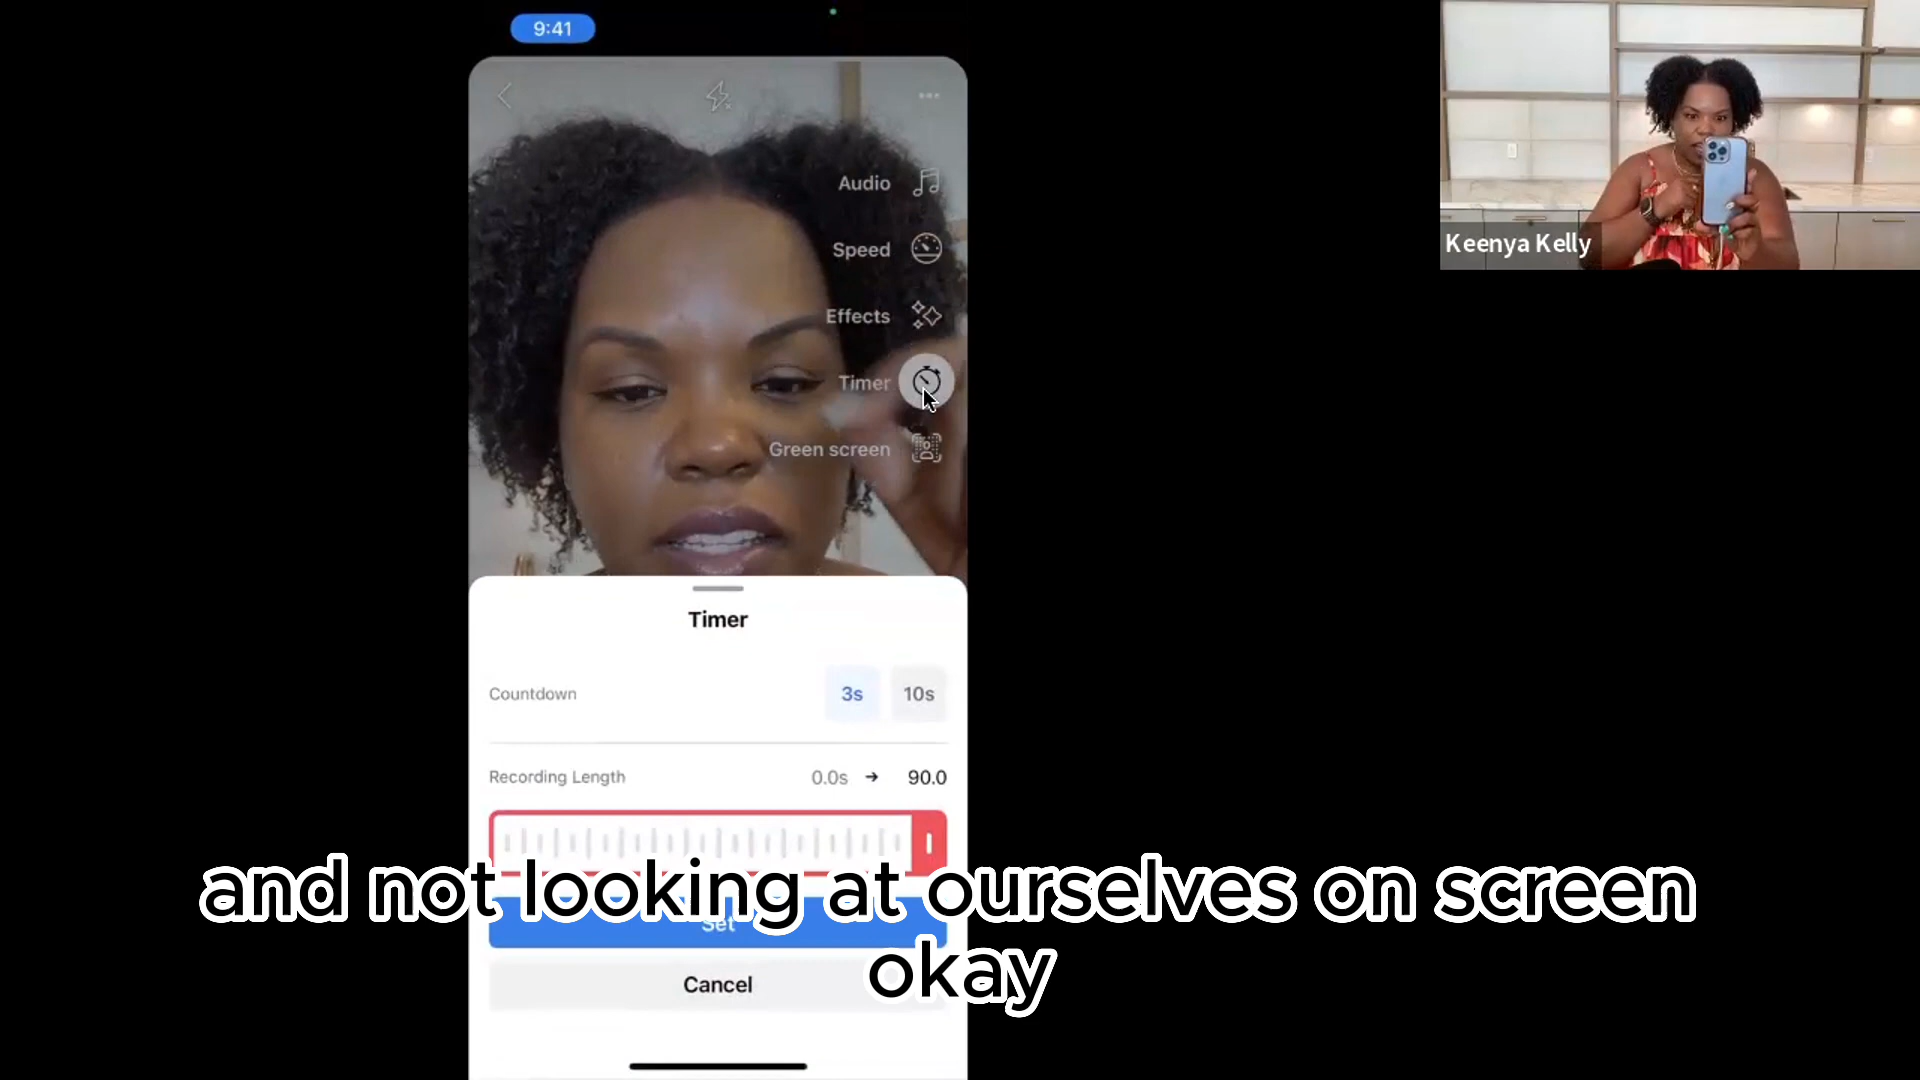 9:41
Audio
Speed
Effects
Timer
Green screen
Keenya Kelly
Timer
Countdown 3s 10s
Recording Length 0.0s → 90.0
Set
Cancel
and not looking at ourselves on screen
okay